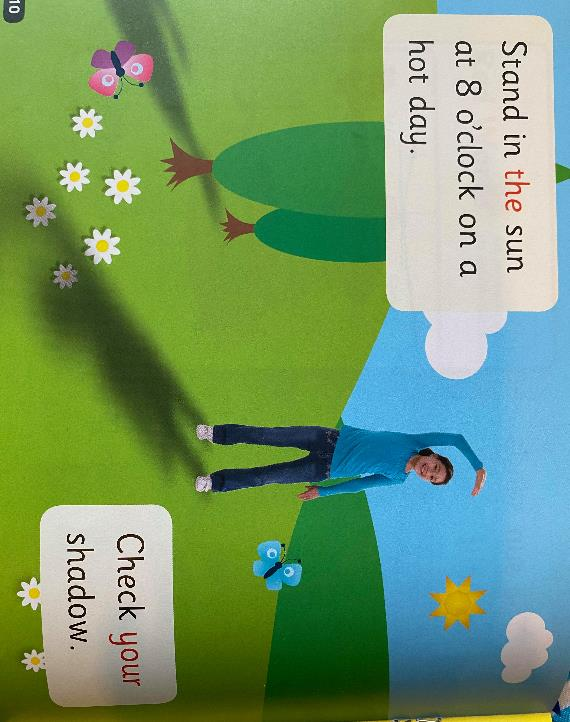 Stand in the sun
at 8 o'clock on a
hot day.
Check your
shadow.
10